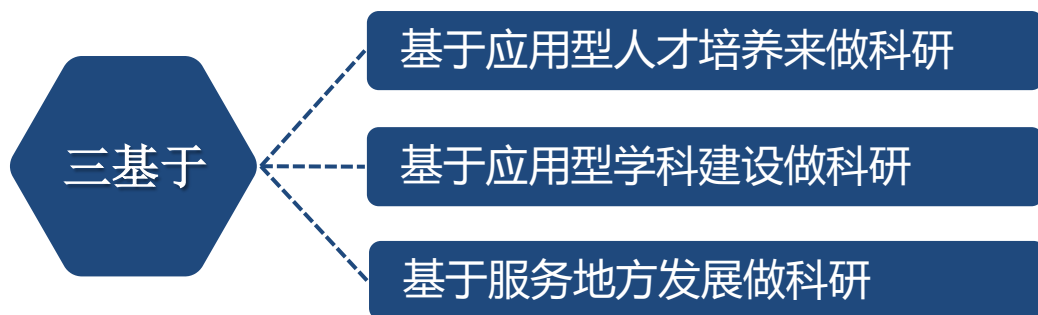 三基于
基于应用型人才培养来做科研
基于应用型学科建设做科研
基于服务地方发展做科研